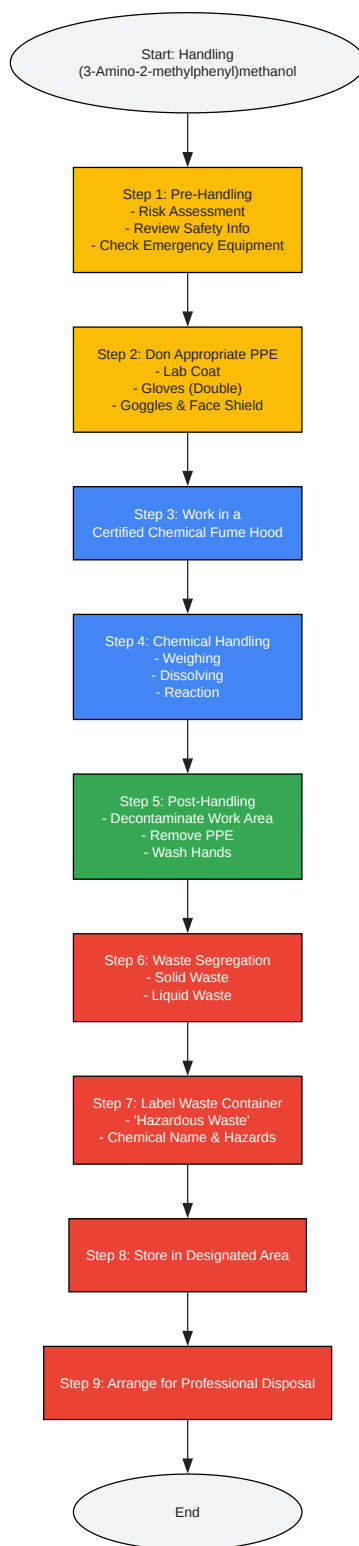 Start: Handling
(3-Amino-2-methylphenyl)methanol
Step 1: Pre-Handling
- Risk Assessment
- Review Safety Info
- Check Emergency Equipment
Step 2: Don Appropriate PPE
- Lab Coat
- Gloves (Double)
- Goggles & Face Shield
Step 3: Work in a
Certified Chemical Fume Hood
Step 4: Chemical Handling
- Weighing
- Dissolving
- Reaction
Step 5: Post-Handling
- Decontaminate Work Area
- Remove PPE
- Wash Hands
Step 6: Waste Segregation
- Solid Waste
- Liquid Waste
Step 7: Label Waste Container
- 'Hazardous Waste'
- Chemical Name & Hazards
Step 8: Store in Designated Area
Step 9: Arrange for Professional Disposal
End